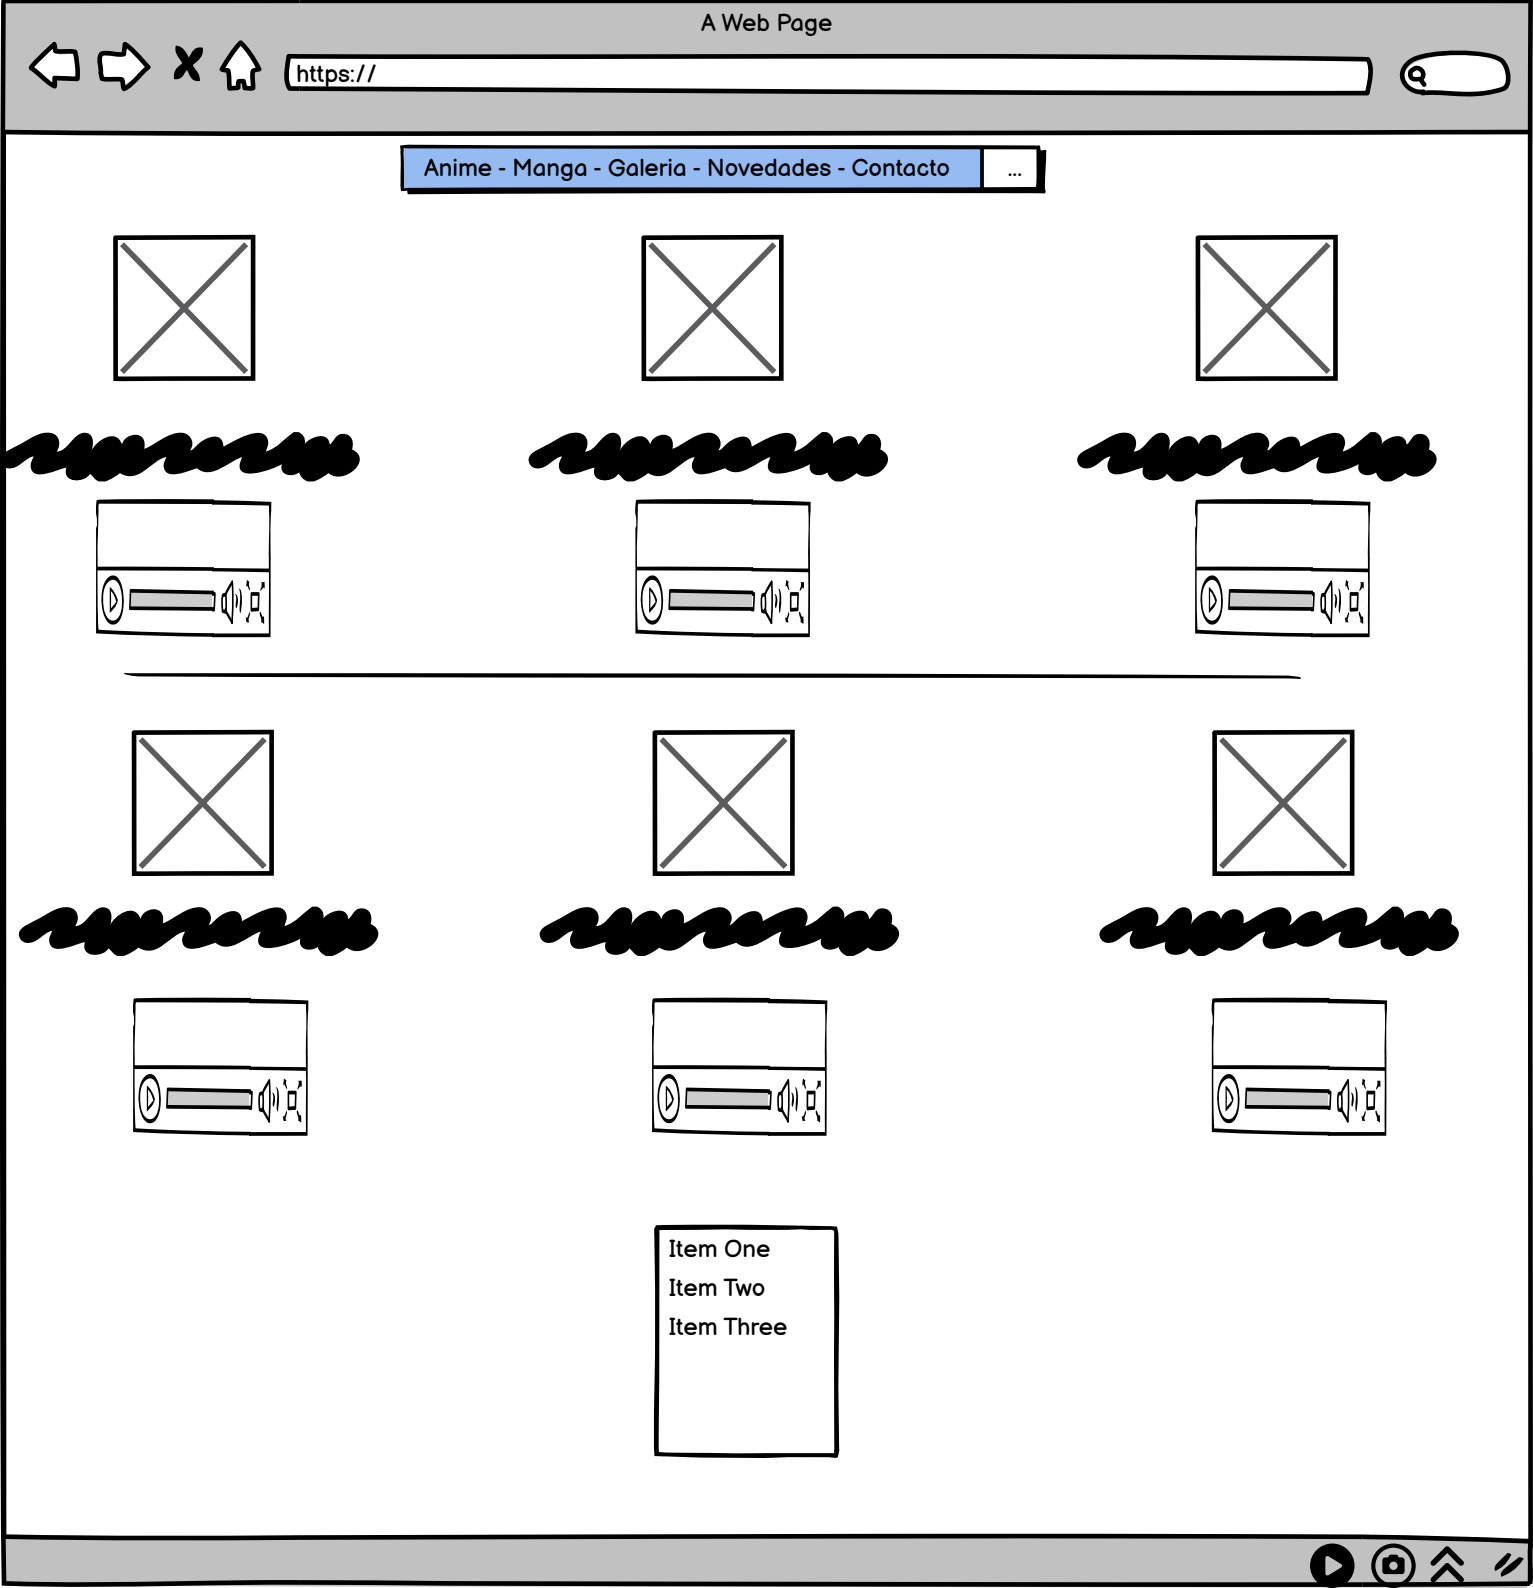 A Web Page
https://
Anime - Manga - Galeria - Novedades - Contacto ...
Item One
Item Two
Item Three